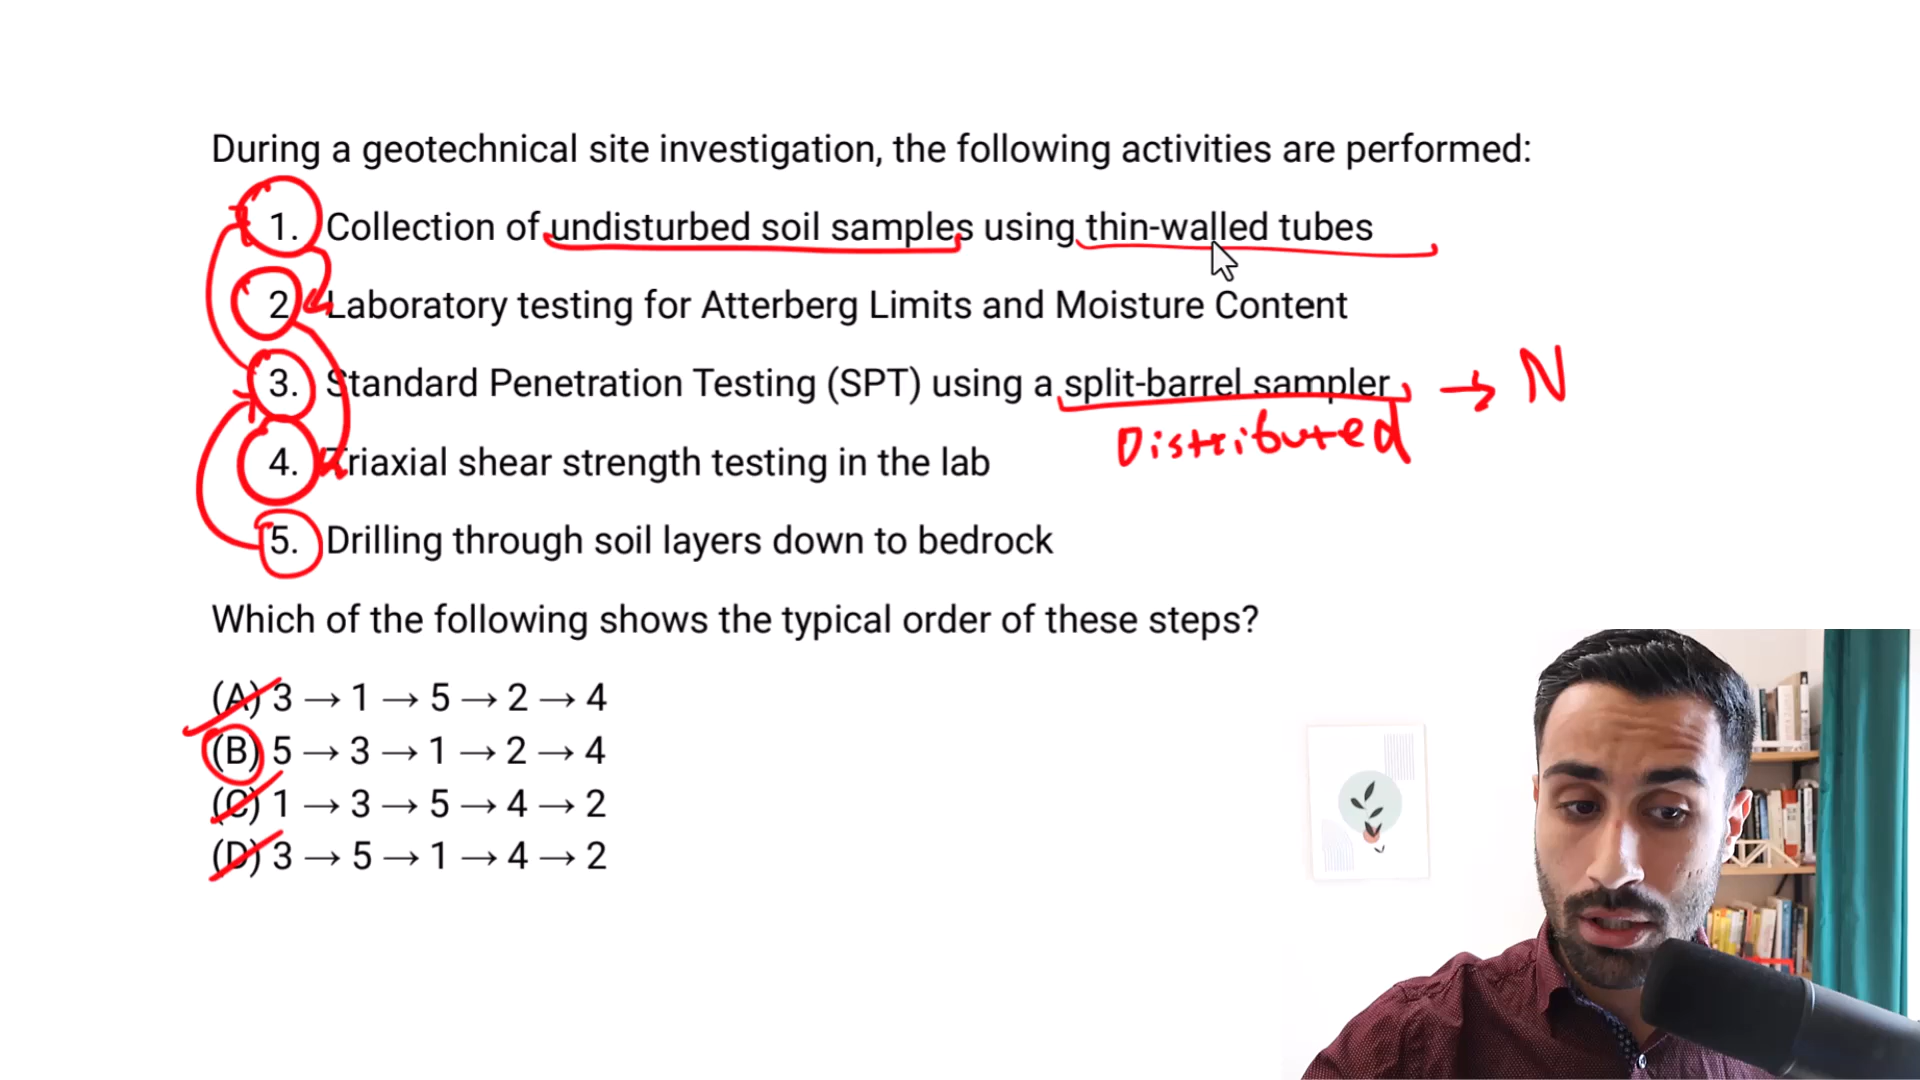 During a geotechnical site investigation, the following activities are performed:
1. Collection of undisturbed soil samples using thin-walled tubes
2. Laboratory testing for Atterberg Limits and Moisture Content
3. Standard Penetration Testing (SPT) using a split-barrel sampler → N
Distributed
4. Triaxial shear strength testing in the lab
5. Drilling through soil layers down to bedrock
Which of the following shows the typical order of these steps?
(A) 3 → 1 → 5 → 2 → 4
(B) 5 → 3 → 1 → 2 → 4
(C) 1 → 3 → 5 → 4 → 2
(D) 3 → 5 → 1 → 4 → 2